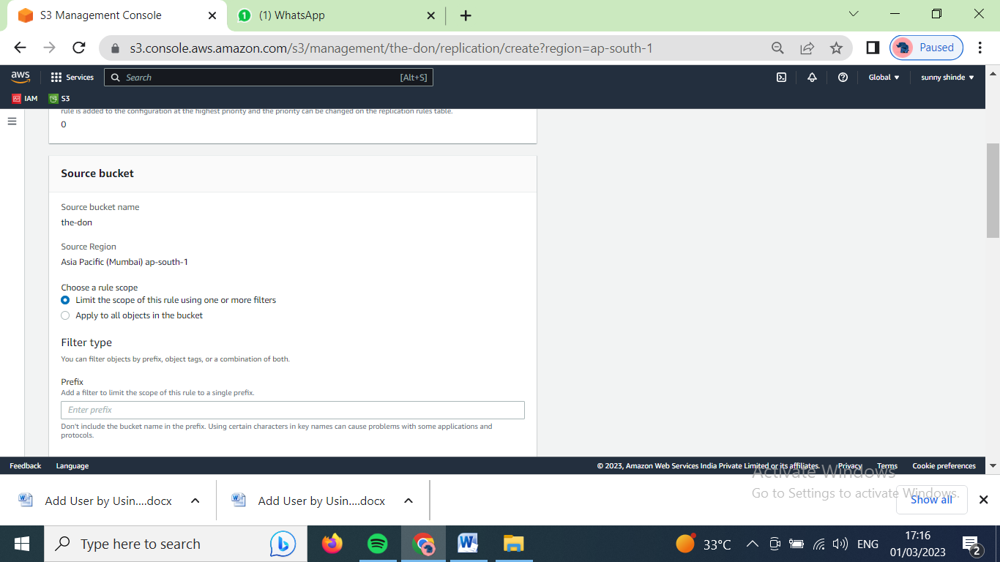 S3 Management Console
(1) WhatsApp
s3.console.aws.amazon.com/s3/management/the-don/replication/create?region=ap-south-1
Paused
aws
Services
Search
[Alt+S]
Global
sunny shinde
IAM
S3
rule is added to the configuration at the highest priority and the priority can be changed on the replication rules table.
0
Source bucket
Source bucket name
the-don
Source Region
Asia Pacific (Mumbai) ap-south-1
Choose a rule scope
Limit the scope of this rule using one or more filters
Apply to all objects in the bucket
Filter type
You can filter objects by prefix, object tags, or a combination of both.
Prefix
Add a filter to limit the scope of this rule to a single prefix.
Enter prefix
Don't include the bucket name in the prefix. Using certain characters in key names can cause problems with some applications and
protocols.
Feedback
Language
© 2023, Amazon Web Services India Private Limited or its affiliates.
Privacy
Terms
Cookie preferences
Activate Windows
Go to Settings to activate Windows.
Add User by Usin....docx
Add User by Usin....docx
Show all
Type here to search
33°C
ENG
17:16
01/03/2023
2